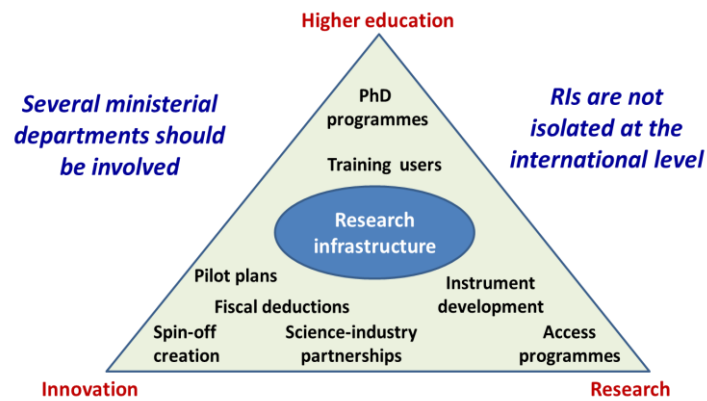 Higher education
Several ministerial
departments should
be involved
RIs are not
isolated at the
international level
PhD
programmes
Training users
Research
infrastructure
Pilot plans
Fiscal deductions
Instrument
development
Spin-off
creation
Science-industry
partnerships
Access
programmes
Innovation
Research